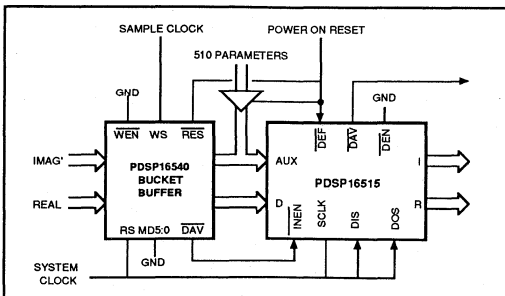 SAMPLE CLOCK
POWER ON RESET
510 PARAMETERS
GND
GND
WEN WS RES
DEF DAV DEN
IMAG'
PDSP16540
BUCKET
BUFFER
AUX
PDSP16515
I
REAL
D
R
RS MD5:0 DAV
INEN SCLK DIS DOS
GND
SYSTEM
CLOCK